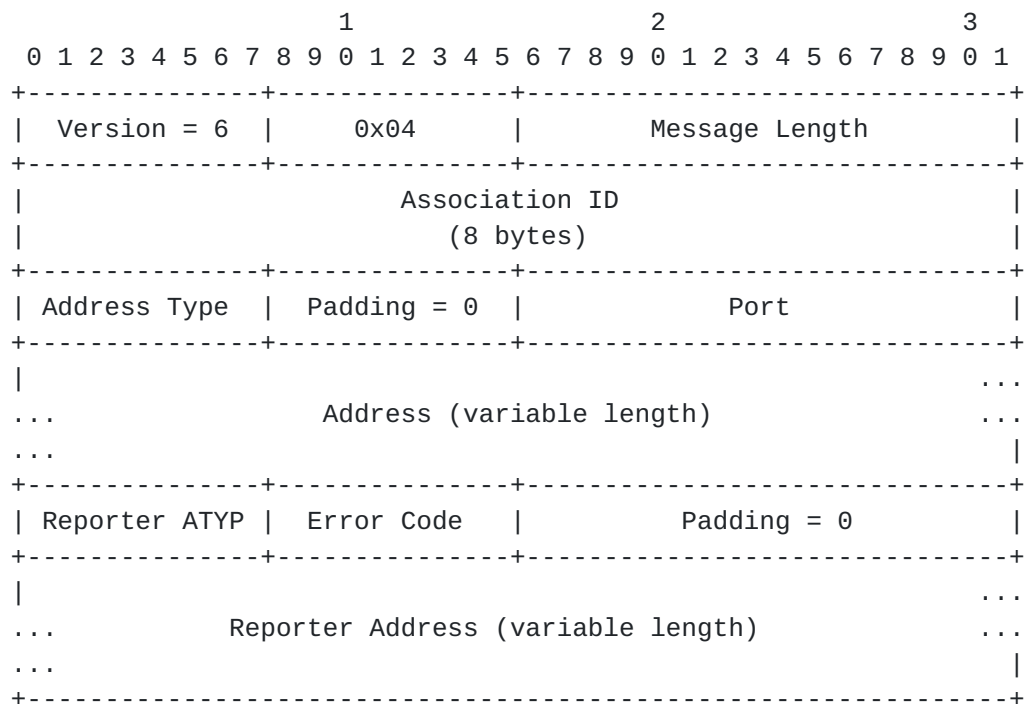 1                   2                   3
 0 1 2 3 4 5 6 7 8 9 0 1 2 3 4 5 6 7 8 9 0 1 2 3 4 5 6 7 8 9 0 1
+---------------+---------------+-------------------------------+
|  Version = 6  |     0x04      |        Message Length         |
+---------------+---------------+-------------------------------+
|                        Association ID                         |
|                           (8 bytes)                           |
+---------------+---------------+-------------------------------+
| Address Type  |  Padding = 0  |             Port              |
+---------------+---------------+-------------------------------+
|                                                             ...
...                 Address (variable length)                 ...
...                                                             |
+---------------+---------------+-------------------------------+
| Reporter ATYP |  Error Code   |          Padding = 0          |
+---------------+---------------+-------------------------------+
|                                                             ...
...           Reporter Address (variable length)              ...
...                                                             |
+---------------------------------------------------------------+